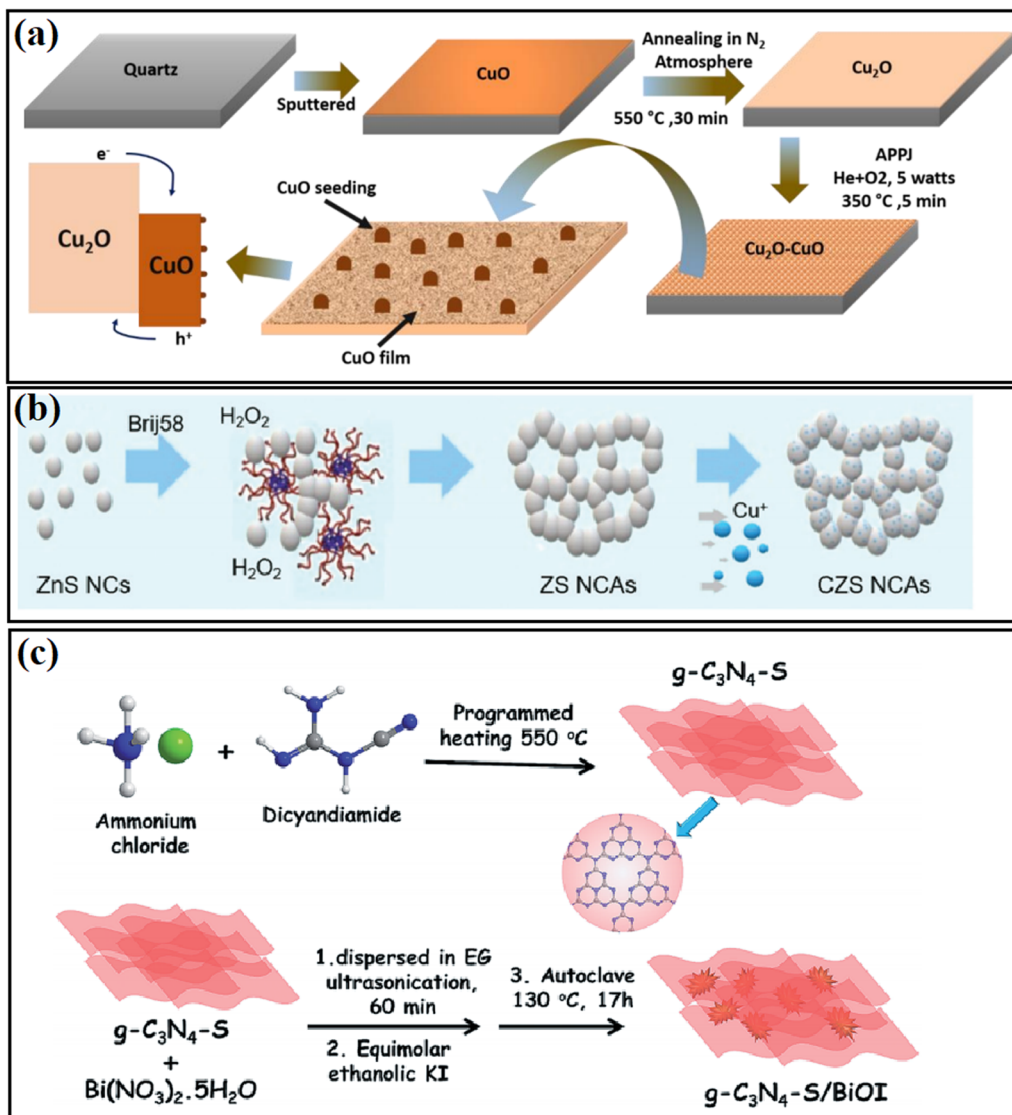 (a)
Quartz
Sputtered
CuO
Annealing in N₂
Atmosphere
550 °C ,30 min
Cu₂O
APPJ
He+O2, 5 watts
350 °C ,5 min
Cu₂O-CuO
CuO seeding
CuO film
e⁻
Cu₂O
CuO
h⁺
(b)
ZnS NCs
Brij58
H₂O₂
H₂O₂
ZS NCAs
Cu⁺
CZS NCAs
(c)
Ammonium
chloride
+
Dicyandiamide
Programmed
heating 550 °C
g-C₃N₄-S
g-C₃N₄-S
+
Bi(NO₃)₂.5H₂O
1.dispersed in EG
ultrasonication,
60 min
2. Equimolar
ethanolic KI
3. Autoclave
130 °C, 17h
g-C₃N₄-S/BiOI